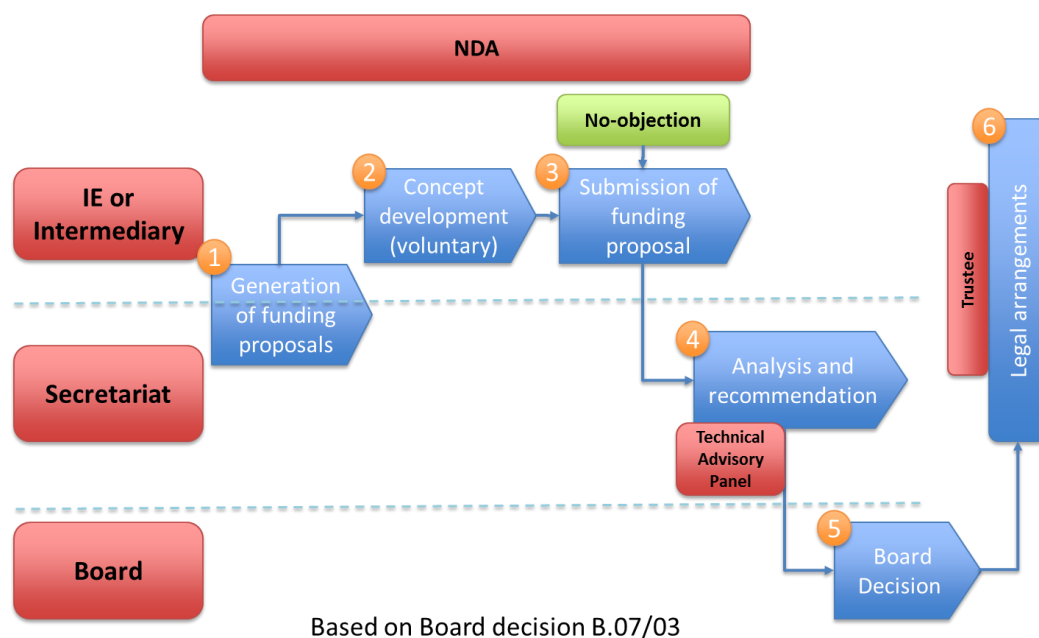 NDA
No-objection
6
IE or
Intermediary
2
Concept
development
(voluntary)
3
Submission of
funding
proposal
1
Generation
of funding
proposals
Trustee
Legal arrangements
Secretariat
4
Analysis and
recommendation
Technical
Advisory
Panel
Board
5
Board
Decision
Based on Board decision B.07/03